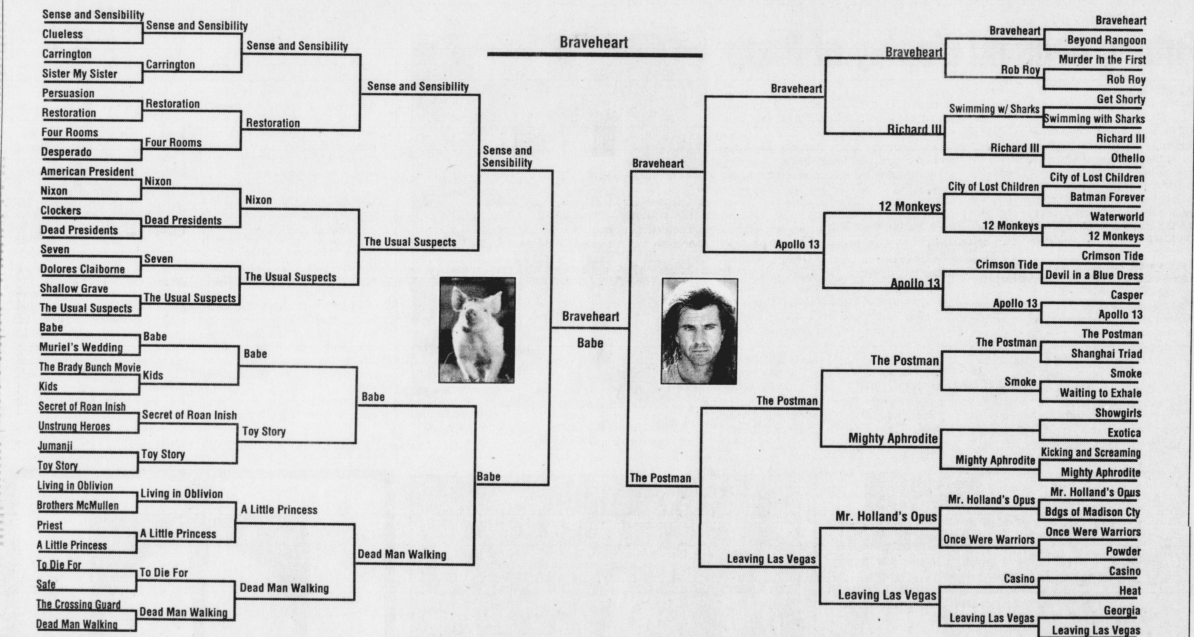 Braveheart
Sense and Sensibility
Clueless
Carrington
Sister My Sister
Persuasion
Restoration
Four Rooms
Desperado
American President
Nixon
Clockers
Dead Presidents
Seven
Dolores Claiborne
Shallow Grave
The Usual Suspects
Babe
Muriel's Wedding
The Brady Bunch Movie
Kids
Secret of Roan Inish
Unstrung Heroes
Jumanji
Toy Story
Living in Oblivion
Brothers McMullen
Priest
A Little Princess
To Die For
Safe
The Crossing Guard
Dead Man Walking
Sense and Sensibility
Carrington
Restoration
Four Rooms
Nixon
Dead Presidents
Seven
The Usual Suspects
Babe
Kids
Secret of Roan Inish
Toy Story
Living in Oblivion
A Little Princess
To Die For
Dead Man Walking
Sense and Sensibility
Restoration
Nixon
The Usual Suspects
Babe
Toy Story
A Little Princess
Dead Man Walking
Sense and Sensibility
The Usual Suspects
Babe
Dead Man Walking
Sense and
Sensibility
Babe
Braveheart
Babe
Braveheart
The Postman
Braveheart
Apollo 13
The Postman
Leaving Las Vegas
Braveheart
Richard III
12 Monkeys
Apollo 13
The Postman
Mighty Aphrodite
Mr. Holland's Opus
Leaving Las Vegas
Braveheart
Rob Roy
Swimming w/ Sharks
Richard III
City of Lost Children
12 Monkeys
Crimson Tide
Apollo 13
The Postman
Smoke
Mighty Aphrodite
Mr. Holland's Opus
Once Were Warriors
Casino
Leaving Las Vegas
Braveheart
Beyond Rangoon
Murder In the First
Rob Roy
Get Shorty
Swimming with Sharks
Richard III
Othello
City of Lost Children
Batman Forever
Waterworld
12 Monkeys
Crimson Tide
Devil in a Blue Dress
Casper
Apollo 13
The Postman
Shanghai Triad
Smoke
Waiting to Exhale
Showgirls
Exotica
Kicking and Screaming
Mighty Aphrodite
Mr. Holland's Opus
Bdgs of Madison Cty
Once Were Warriors
Powder
Casino
Heat
Georgia
Leaving Las Vegas